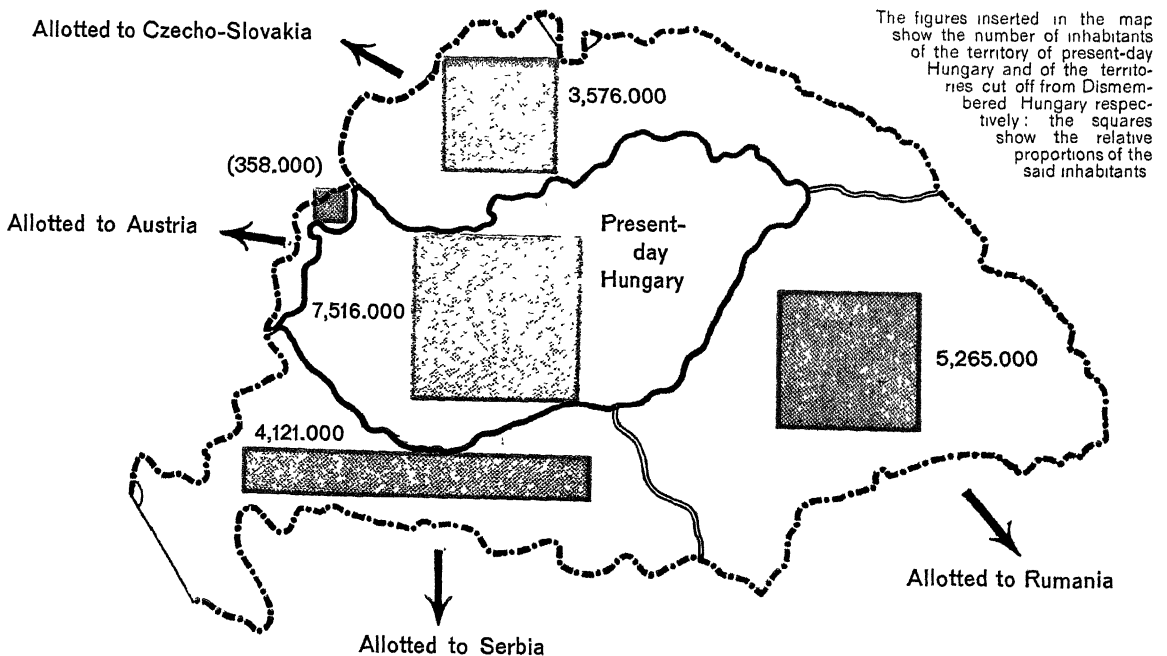 Allotted to Czecho-Slovakia
The figures inserted in the map
show the number of inhabitants
of the territory of present-day
Hungary and of the territo-
ries cut off from Dismem-
bered Hungary respec-
tively: the squares
show the relative
proportions of the
said inhabitants
3,576.000
(358.000)
Allotted to Austria
Present-
day
Hungary
7,516.000
5,265.000
4,121.000
Allotted to Rumania
Allotted to Serbia